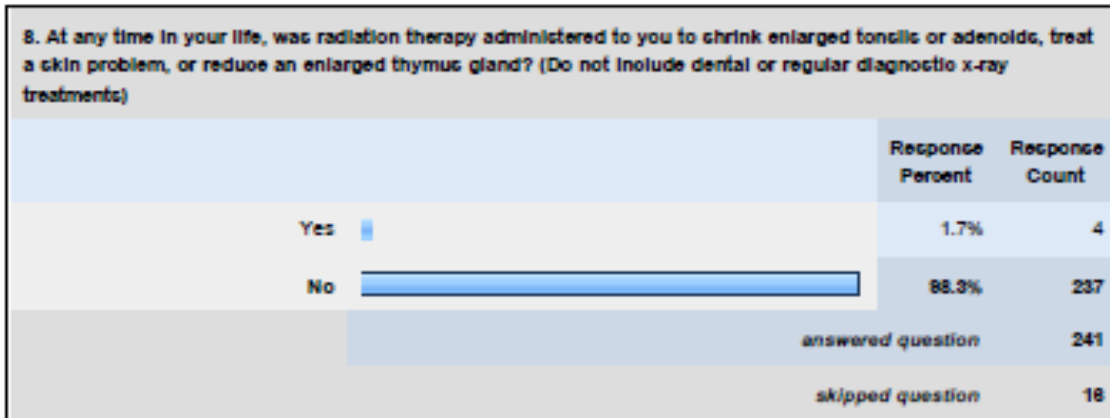 8. At any time in your life, was radiation therapy administered to you to shrink enlarged tonsils or adenoids, treat
a skin problem, or reduce an enlarged thymus gland? (Do not include dental or regular diagnostic x-ray
treatments)
Response Percent Response Count
Yes 1.7% 4
No 98.3% 237
answered question 241
skipped question 16